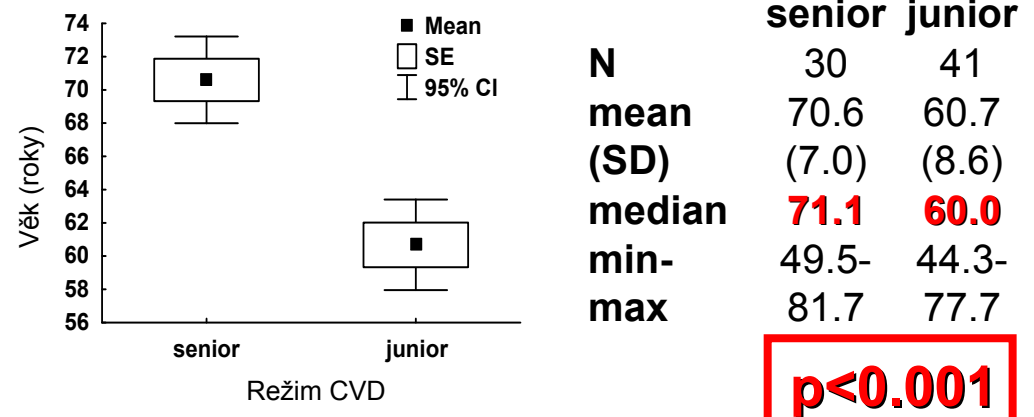 74
72
70
68
66
64
62
60
58
56
Věk (roky)
Mean
SE
95% CI
senior junior
Režim CVD
senior junior
N 30 41
mean 70.6 60.7
(SD) (7.0) (8.6)
median 71.1 60.0
min- 49.5- 44.3-
max 81.7 77.7
p<0.001